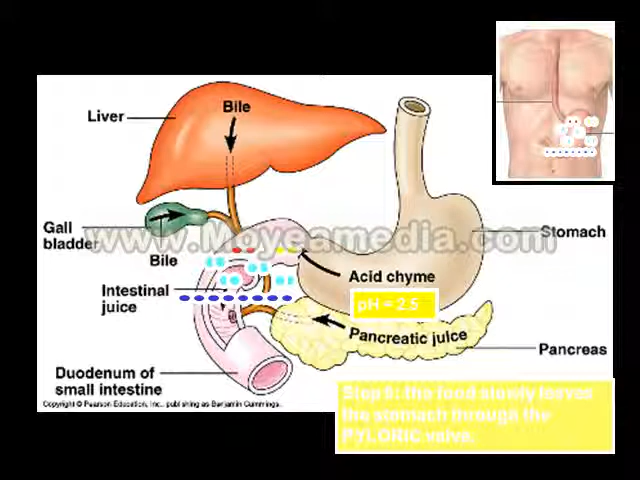 Bile
Liver
Gall
bladder
www.Moyeamedia.com
Stomach
Bile
Acid chyme
Intestinal
juice
pH = 2.5
Pancreatic juice
Pancreas
Duodenum of
small intestine
Copyright © Pearson Education, Inc., publishing as Benjamin Cummings.
the food slowly leaves
the stomach through the
PYLORIC valve.